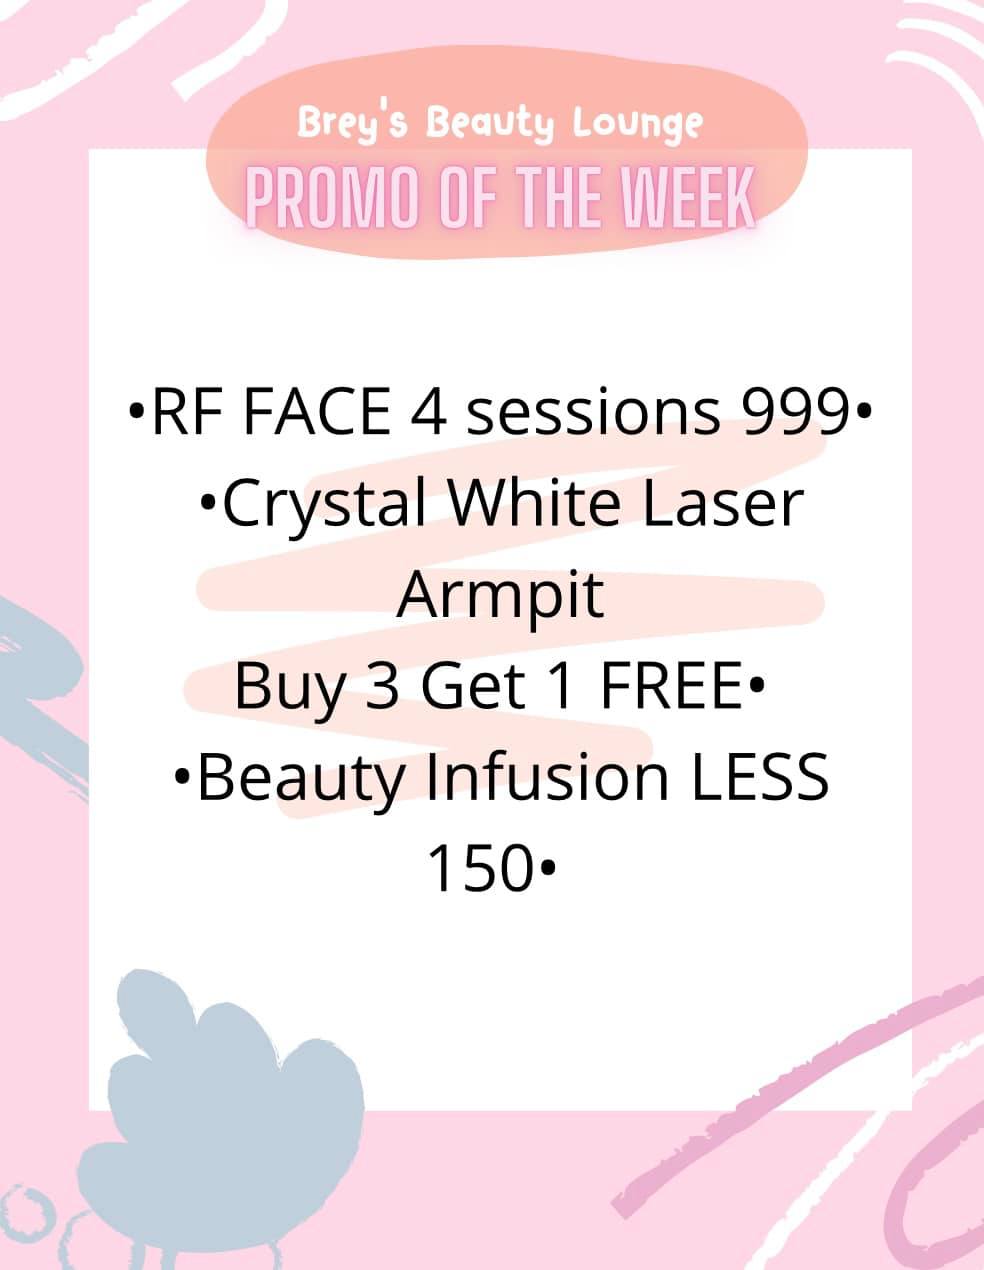 Brey's Beauty Lounge
PROMO OF THE WEEK
•RF FACE 4 sessions 999•
•Crystal White Laser
Armpit
Buy 3 Get 1 FREE•
•Beauty Infusion LESS
150•